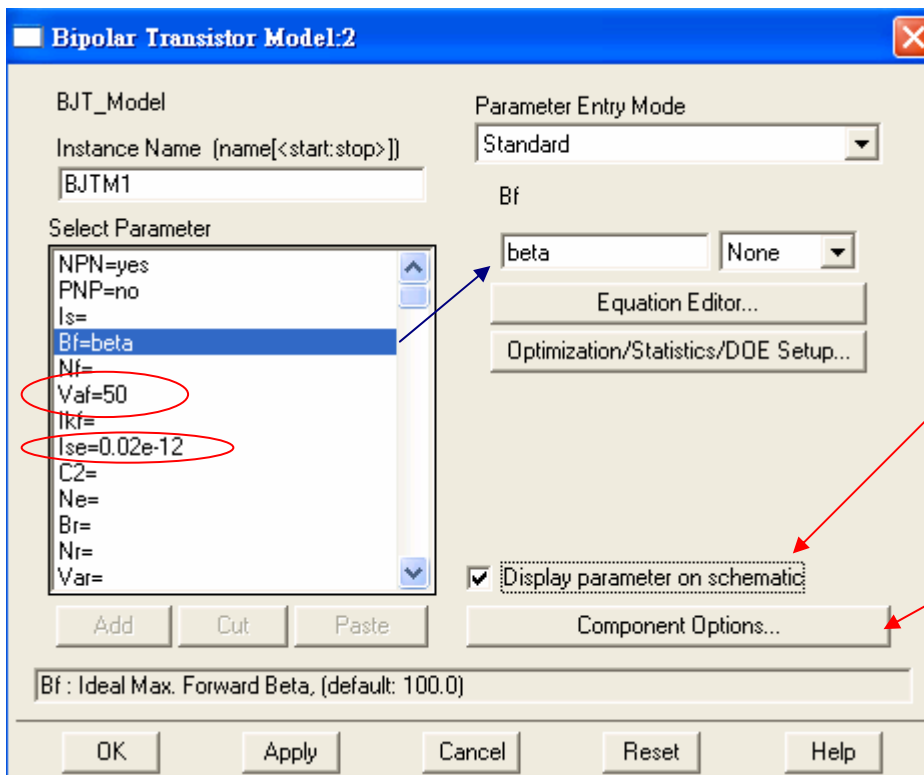 Bipolar Transistor Model:2
BJT_Model
Instance Name (name[<start:stop>])
BJTM1
Select Parameter
NPN=yes
PNP=no
Is=
Bf=beta
Nf=
Vaf=50
Ikf=
Ise=0.02e-12
C2=
Ne=
Br=
Nr=
Var=
Add Cut Paste
Parameter Entry Mode
Standard
Bf
beta None
Equation Editor...
Optimization/Statistics/DOE Setup...
Display parameter on schematic
Component Options...
Bf : Ideal Max. Forward Beta, (default: 100.0)
OK Apply Cancel Reset Help